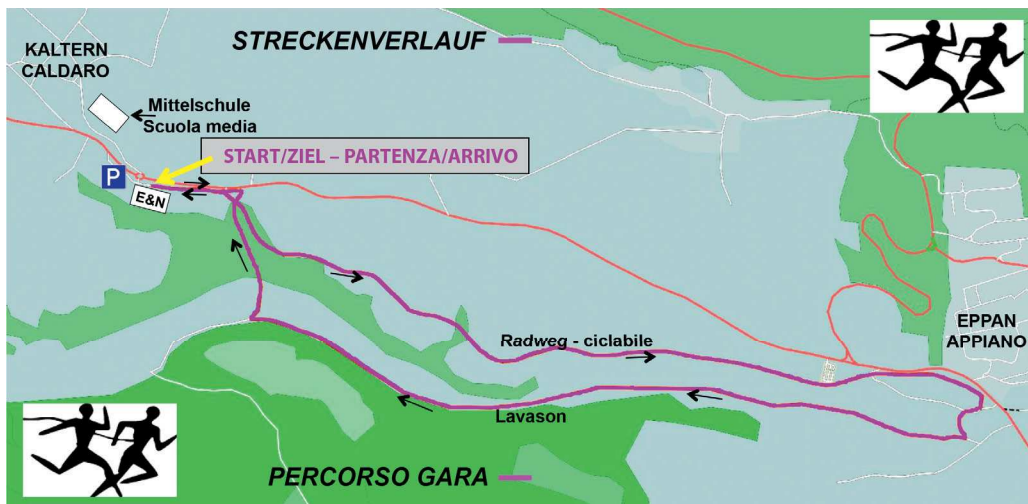 STRECKENVERLAUF
KALTERN
CALDARO
Mittelschule
Scuola media
START/ZIEL – PARTENZA/ARRIVO
P
E&N
EPPAN
APPIANO
Radweg - ciclabile
Lavason
PERCORSO GARA